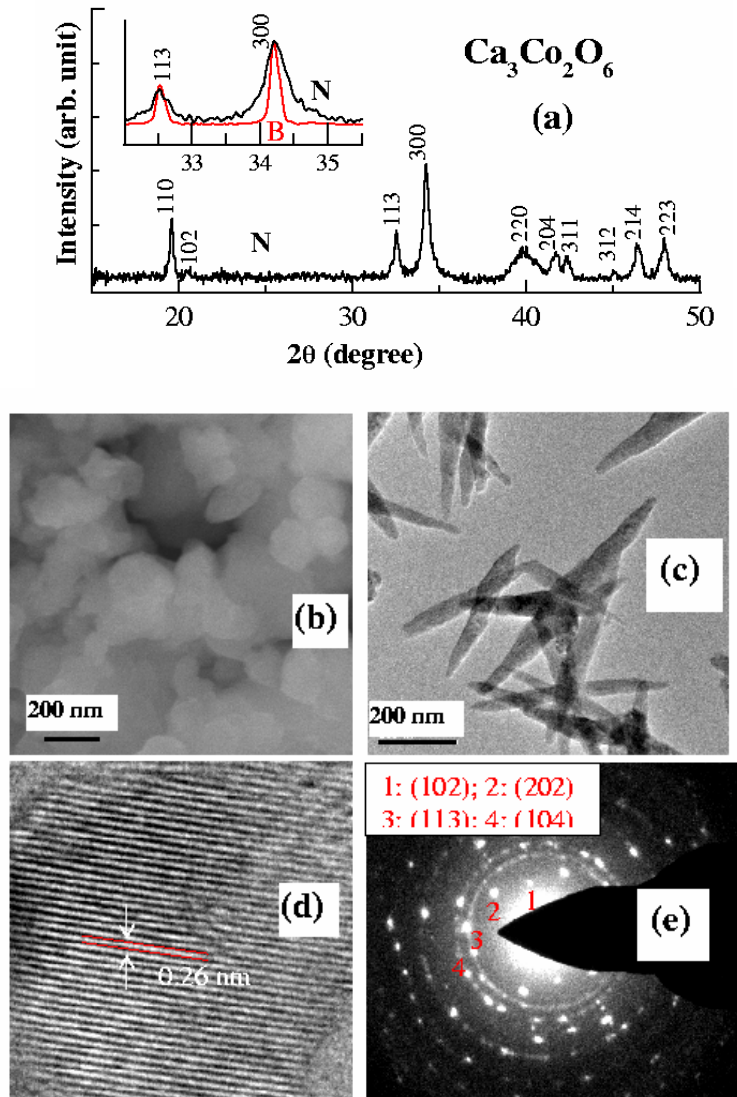 Ca3Co2O6
(a)
Intensity (arb. unit)
113
300
N
B
33
34
35
110
102
N
113
300
220
204
311
312
214
223
20
30
40
50
2θ (degree)
(b)
200 nm
(c)
200 nm
(d)
0.26 nm
1: (102); 2: (202)
3: (113); 4: (104)
1
2
3
4
(e)